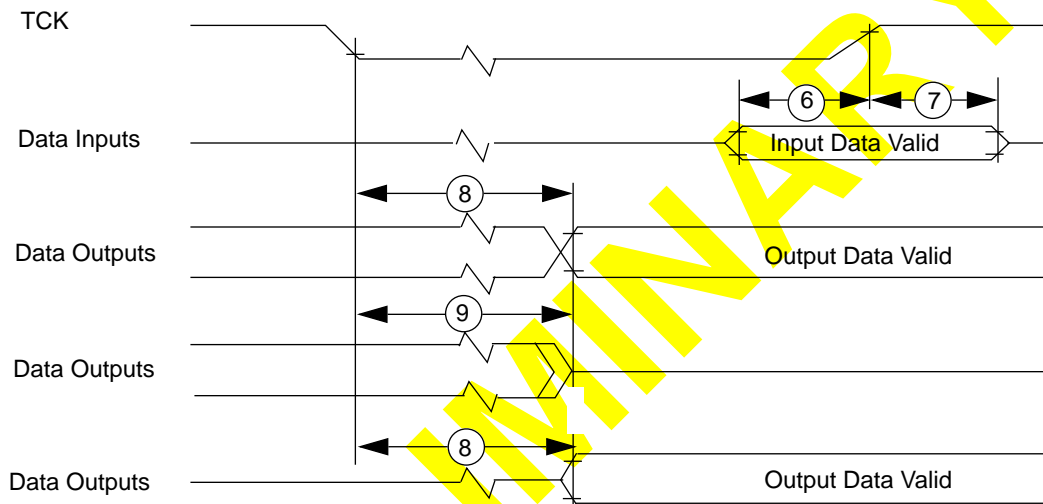 TCK
6
7
Data Inputs
Input Data Valid
8
Data Outputs
Output Data Valid
9
Data Outputs
8
Data Outputs
Output Data Valid
MINARY